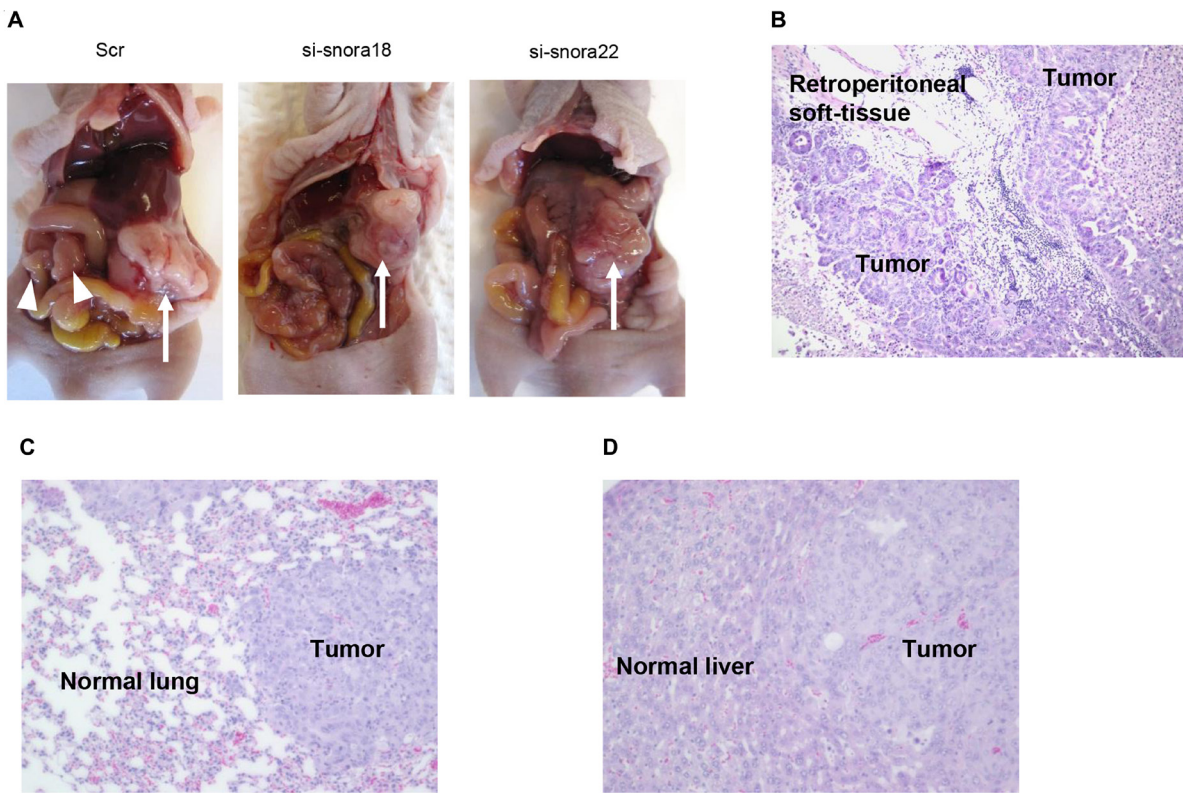 A
Scr
si-snora18
si-snora22
B
Retroperitoneal
soft-tissue
Tumor
Tumor
C
Normal lung
Tumor
D
Normal liver
Tumor